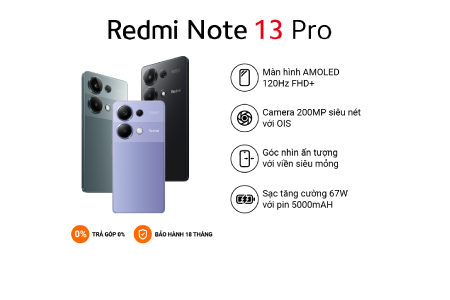 Redmi Note 13 Pro
Màn hình AMOLED
120Hz FHD+
Camera 200MP siêu nét
với OIS
Góc nhìn ấn tượng
với viền siêu mỏng
Sạc tăng cường 67W
với pin 5000mAH
0% TRẢ GÓP 0%
BẢO HÀNH 18 THÁNG